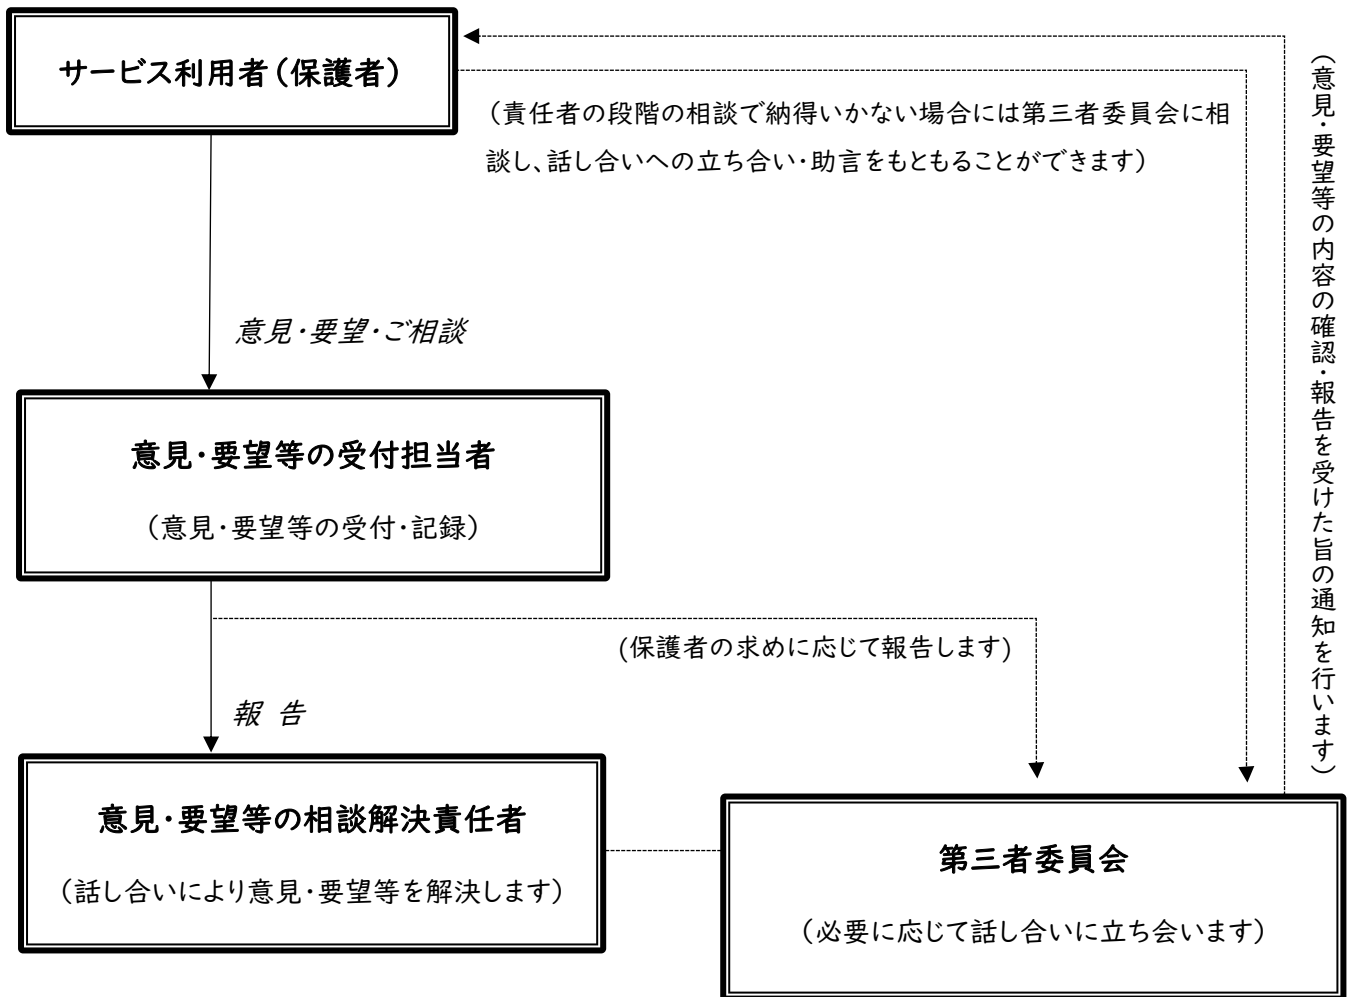 サービス利用者（保護者）
（責任者の段階の相談で納得いかない場合には第三者委員会に相
談し、話し合いへの立ち合い・助言をもともることができます）
（意見・要望等の内容の確認・報告を受けた旨の通知を行います）
意見・要望・ご相談
意見・要望等の受付担当者
（意見・要望等の受付・記録）
(保護者の求めに応じて報告します)
報 告
意見・要望等の相談解決責任者
（話し合いにより意見・要望等を解決します）
第三者委員会
（必要に応じて話し合いに立ち会います）